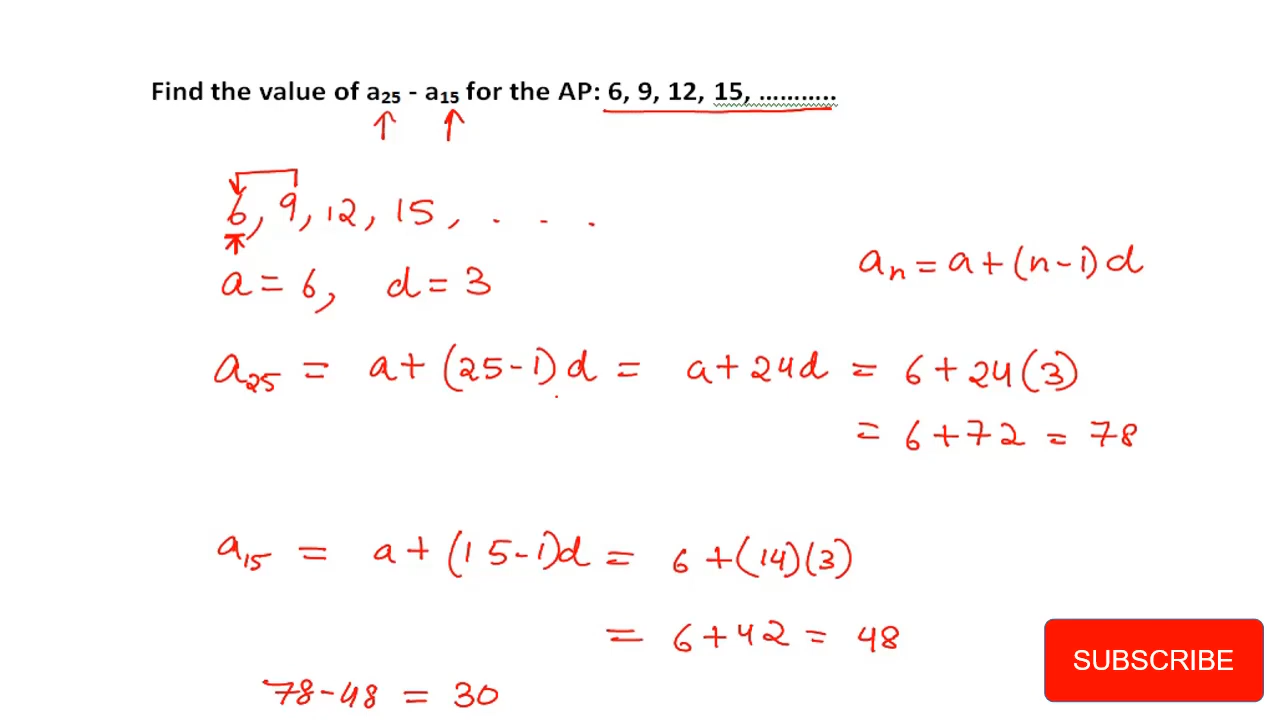 Find the value of a₂₅ - a₁₅ for the AP: 6, 9, 12, 15, ………..
6, 9, 12, 15, . . .
aₙ = a + (n-1)d
a = 6, d = 3
a₂₅ = a + (25-1)d = a + 24d = 6 + 24(3)
= 6 + 72 = 78
a₁₅ = a + (15-1)d = 6 + (14)(3)
= 6 + 42 = 48
SUBSCRIBE
78 - 48 = 30